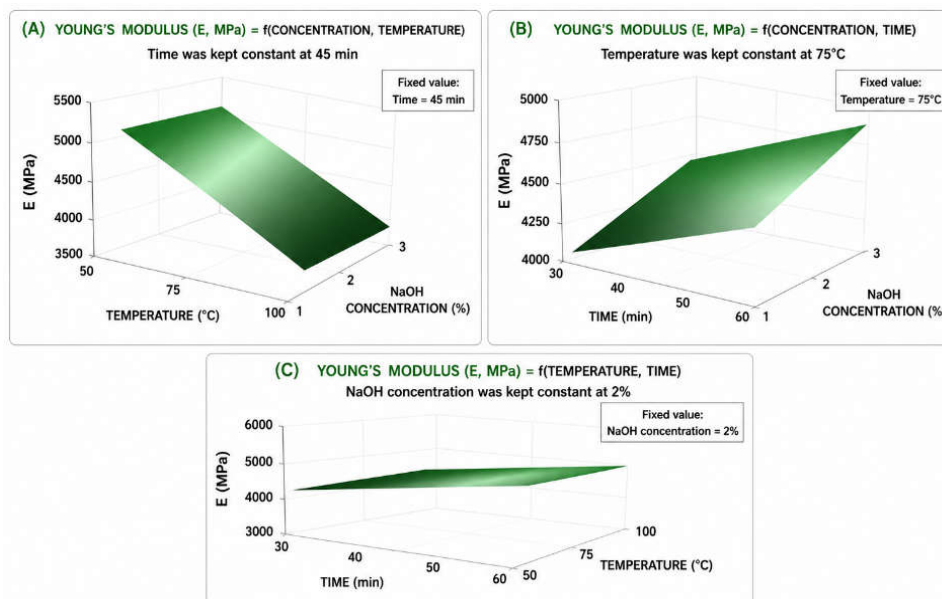 (A) YOUNG'S MODULUS (E, MPa) = f(CONCENTRATION, TEMPERATURE)
Time was kept constant at 45 min
Fixed value:
Time = 45 min
5500
5000
4500
4000
3500
E (MPa)
50
75
100
TEMPERATURE (°C)
1
2
3
NaOH
CONCENTRATION (%)
(B) YOUNG'S MODULUS (E, MPa) = f(CONCENTRATION, TIME)
Temperature was kept constant at 75°C
Fixed value:
Temperature = 75°C
5000
4750
4500
4250
4000
E (MPa)
30
40
50
60
TIME (min)
1
2
3
NaOH
CONCENTRATION (%
(C) YOUNG'S MODULUS (E, MPa) = f(TEMPERATURE, TIME)
NaOH concentration was kept constant at 2%
Fixed value:
NaOH concentration = 2%
6000
5000
4000
3000
E (MPa)
30
40
50
60
TIME (min)
50
75
100
TEMPERATURE (°C)